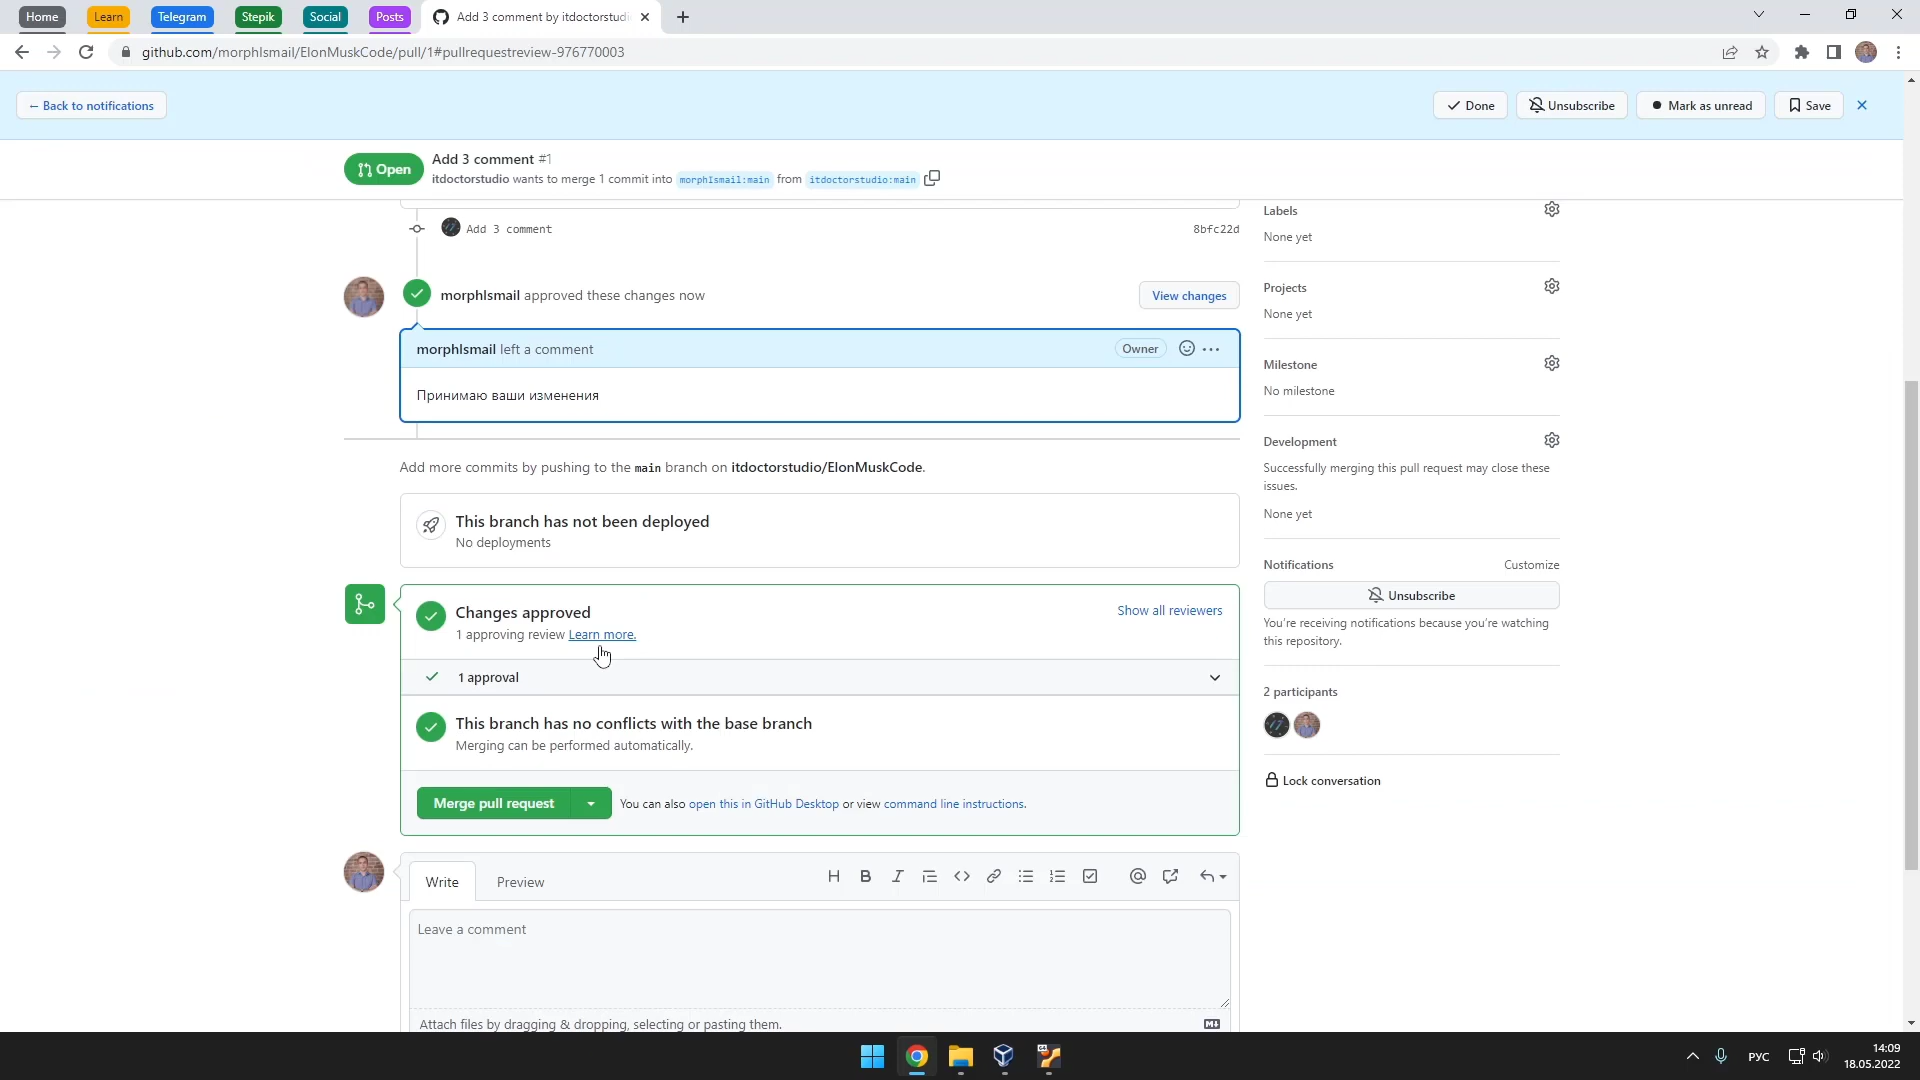 Home
Learn
Telegram
Stepik
Social
Posts
Add 3 comment by itdoctorstudi
github.com/morphIsmail/ElonMuskCode/pull/1#pullrequestreview-976770003
← Back to notifications
Done
Unsubscribe
Mark as unread
Save
Open
Add 3 comment #1
itdoctorstudio wants to merge 1 commit into morphIsmail:main from itdoctorstudio:main
Add 3 comment
8bfc22d
morphIsmail approved these changes now
View changes
morphIsmail left a comment
Owner
Принимаю ваши изменения
Add more commits by pushing to the main branch on itdoctorstudio/ElonMuskCode.
This branch has not been deployed
No deployments
Changes approved
1 approving review Learn more.
Show all reviewers
1 approval
This branch has no conflicts with the base branch
Merging can be performed automatically.
Merge pull request
You can also open this in GitHub Desktop or view command line instructions.
Write
Preview
Leave a comment
Attach files by dragging & dropping, selecting or pasting them.
Labels
None yet
Projects
None yet
Milestone
No milestone
Development
Successfully merging this pull request may close these
issues.
None yet
Notifications
Customize
Unsubscribe
You're receiving notifications because you're watching
this repository.
2 participants
Lock conversation
РУС
14:09
18.05.2022